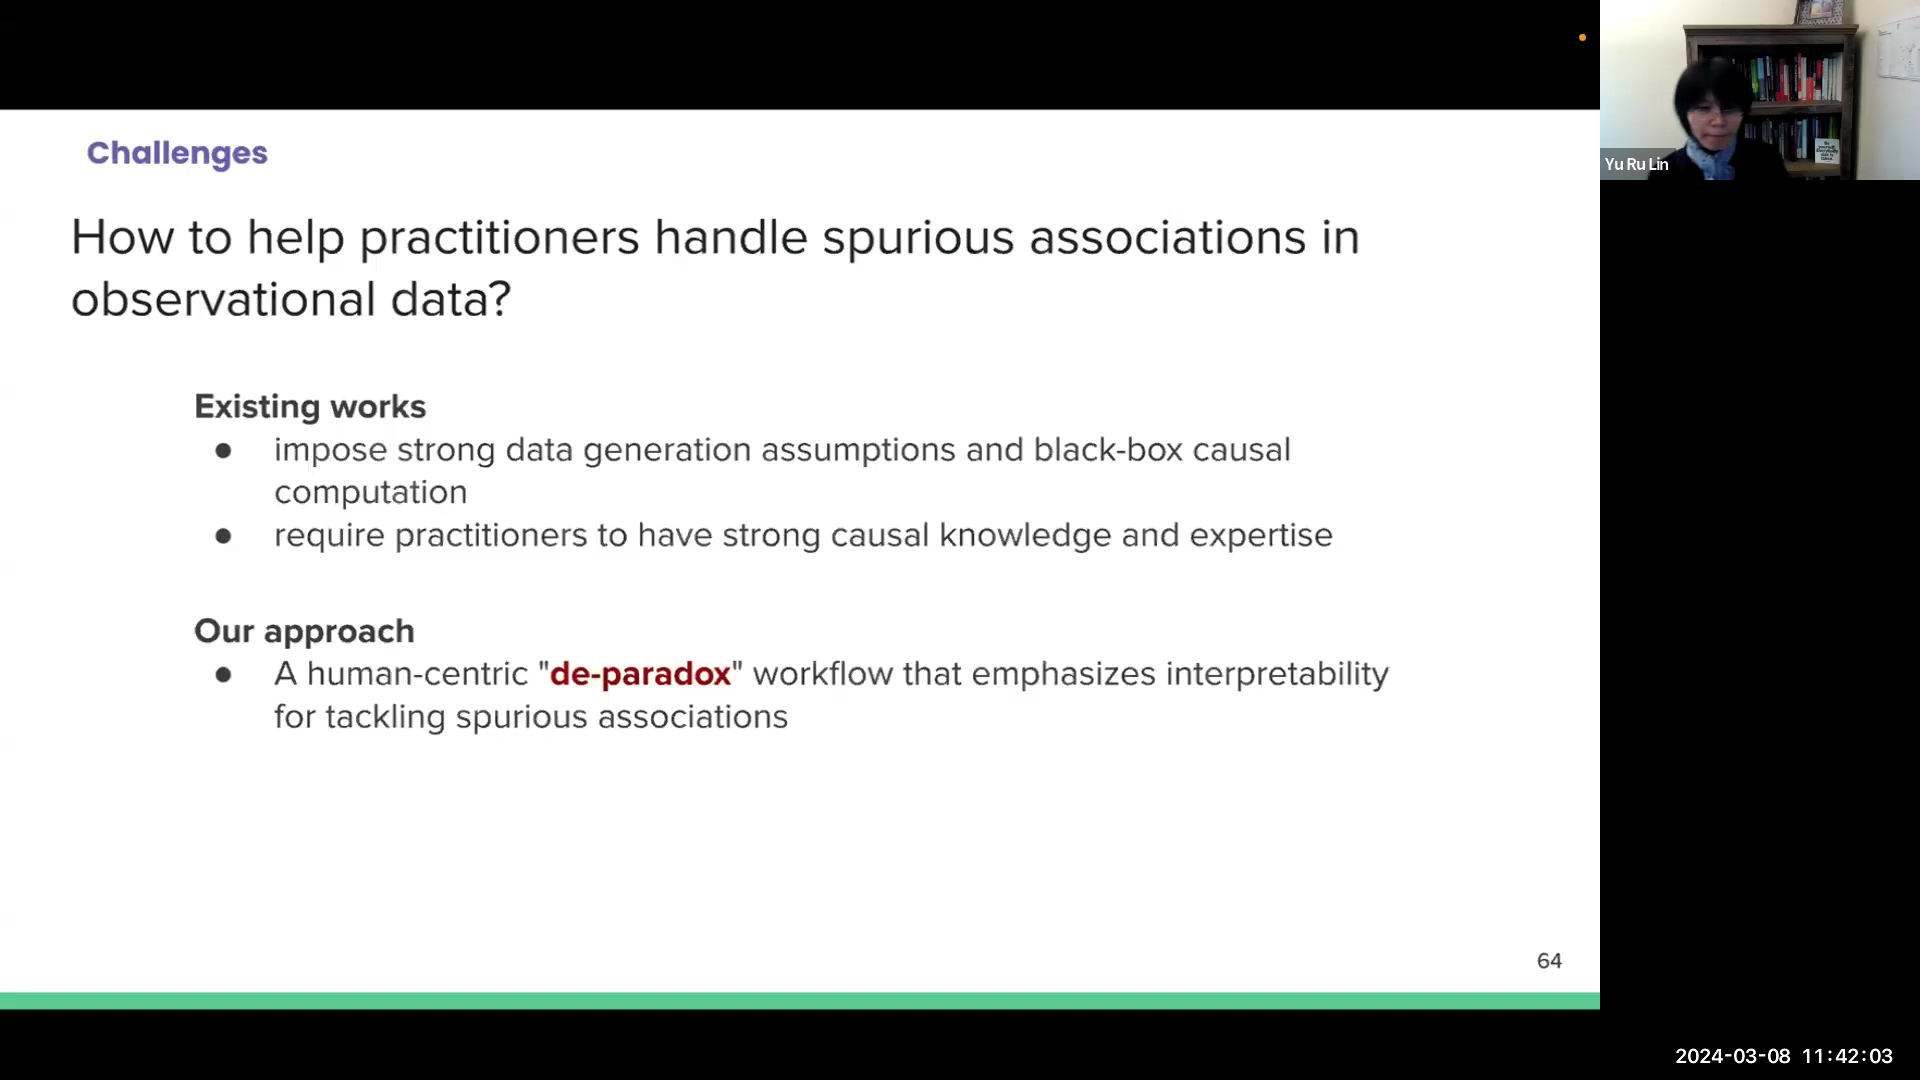 Challenges
How to help practitioners handle spurious associations in
observational data?
Existing works
● impose strong data generation assumptions and black-box causal
computation
● require practitioners to have strong causal knowledge and expertise
Our approach
● A human-centric "de-paradox" workflow that emphasizes interpretability
for tackling spurious associations
64
Yu Ru Lin
2024-03-08 11:42:03